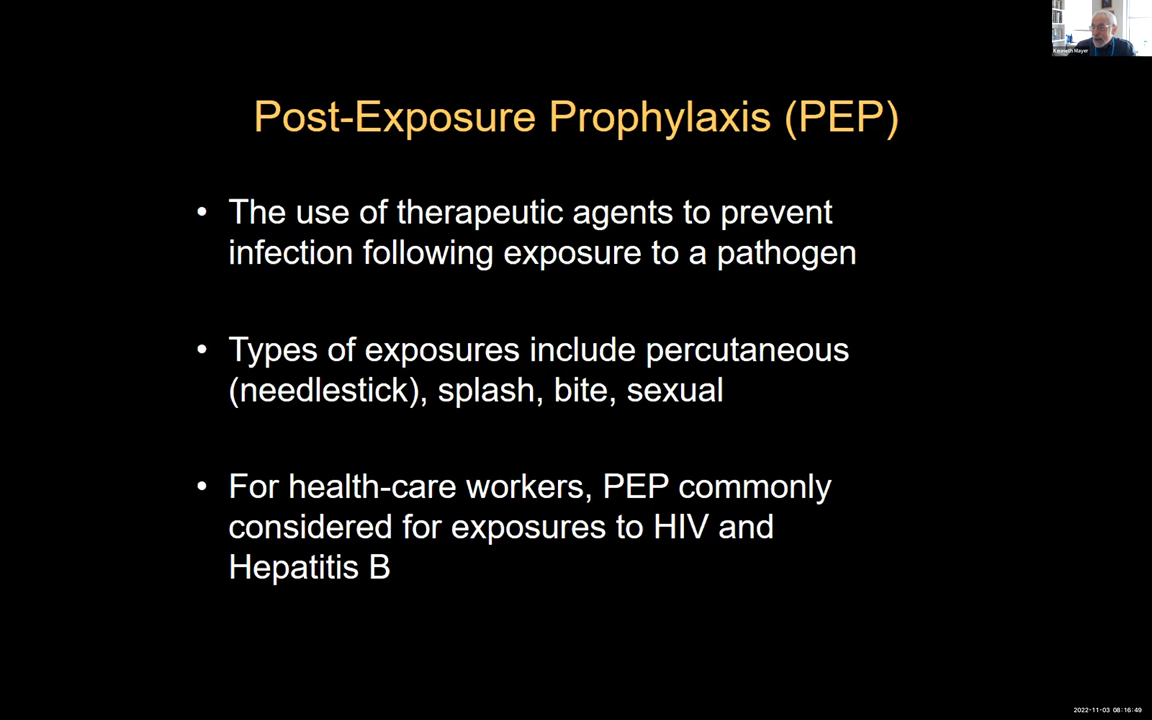 Kenneth Mayer
Post-Exposure Prophylaxis (PEP)
• The use of therapeutic agents to prevent
infection following exposure to a pathogen
• Types of exposures include percutaneous
(needlestick), splash, bite, sexual
• For health-care workers, PEP commonly
considered for exposures to HIV and
Hepatitis B
2022-11-03 08:16:49